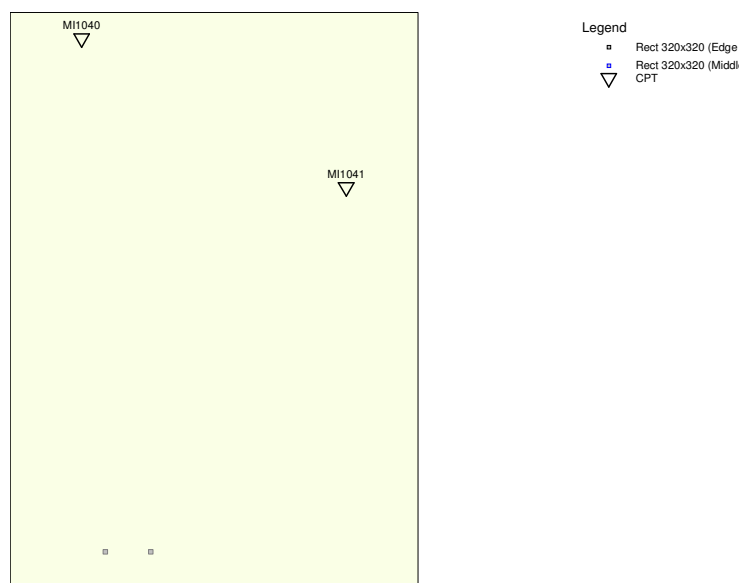 MI1040
MI1041
Legend
Rect 320x320 (Edge
Rect 320x320 (Middl
CPT